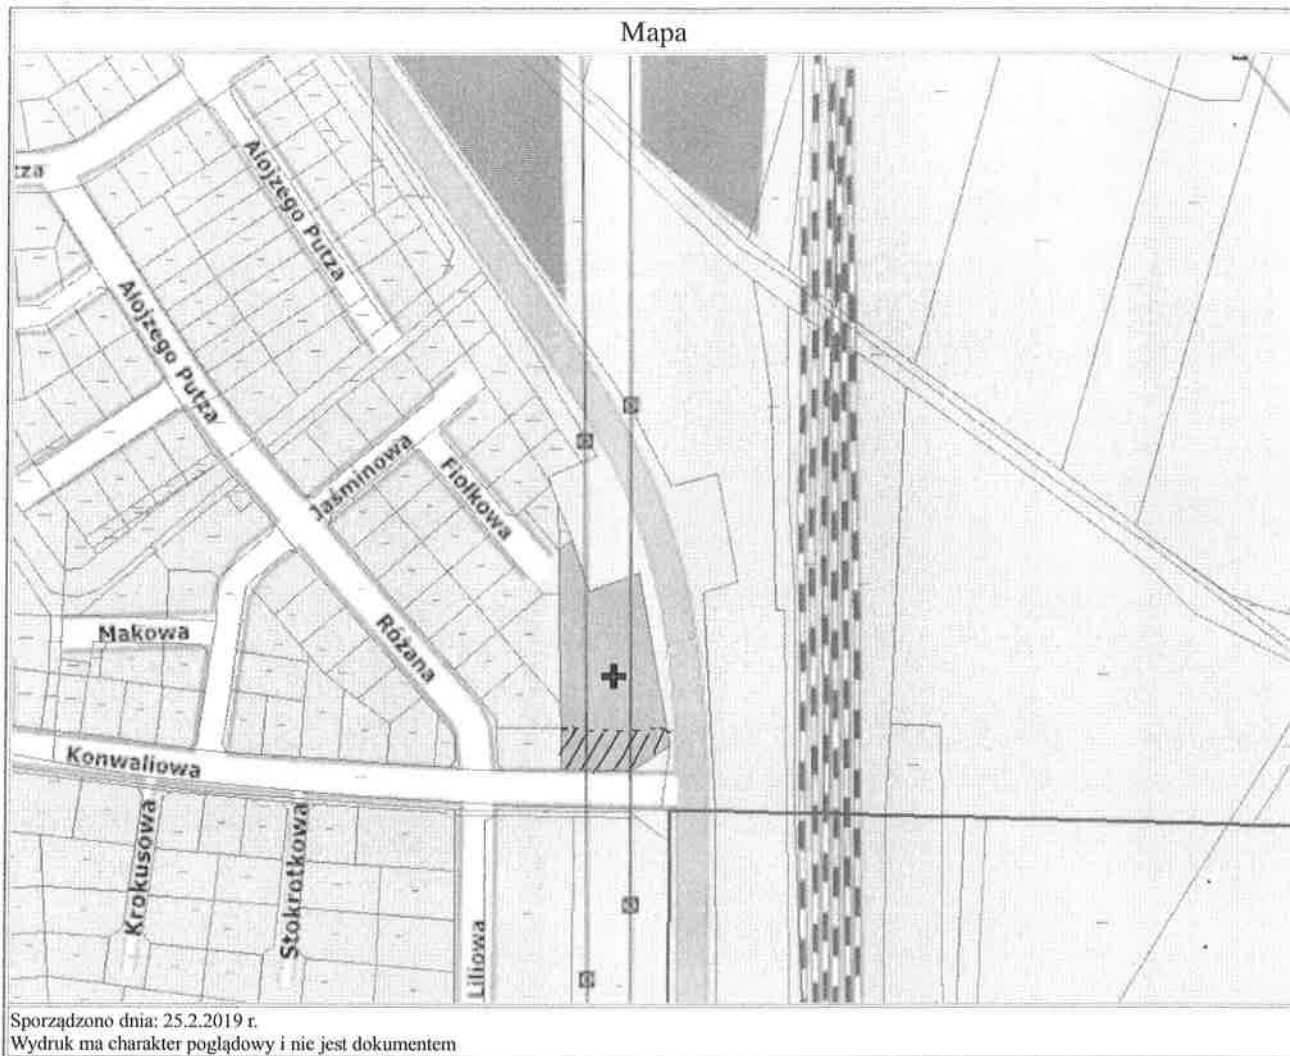 Mapa
tza
Alojzego Putza
Alojzego Putza
Jaśminowa
Fiołkowa
Makowa
Różana
Konwaliowa
Krokusowa
Stokrotkowa
Liliowa
Sporządzono dnia: 25.2.2019 r.
Wydruk ma charakter poglądowy i nie jest dokumentem